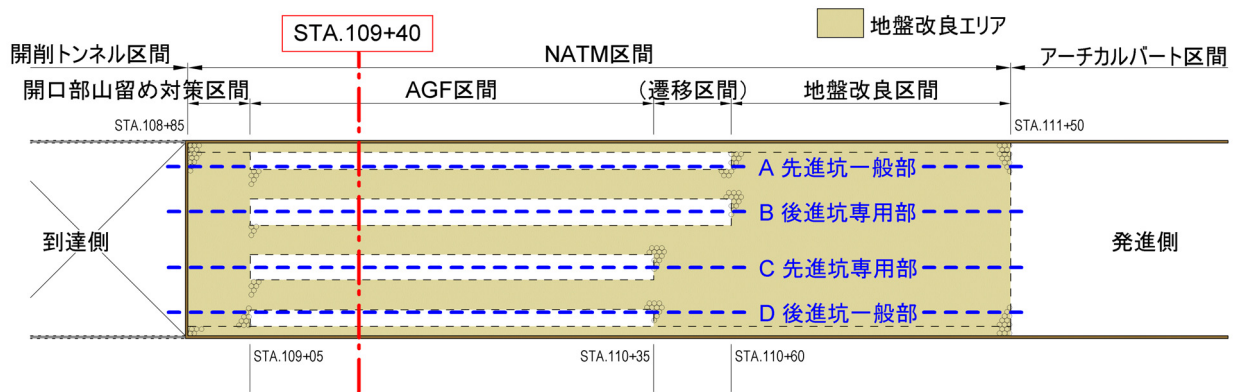 STA.109+40
地盤改良エリア
開削トンネル区間
NATM区間
アーチカルバート区間
開口部山留め対策区間
AGF区間
(遷移区間)
地盤改良区間
STA.108+85
STA.111+50
A 先進坑一般部
B 後進坑専用部
到達側
発進側
C 先進坑専用部
D 後進坑一般部
STA.109+05
STA.110+35
STA.110+60